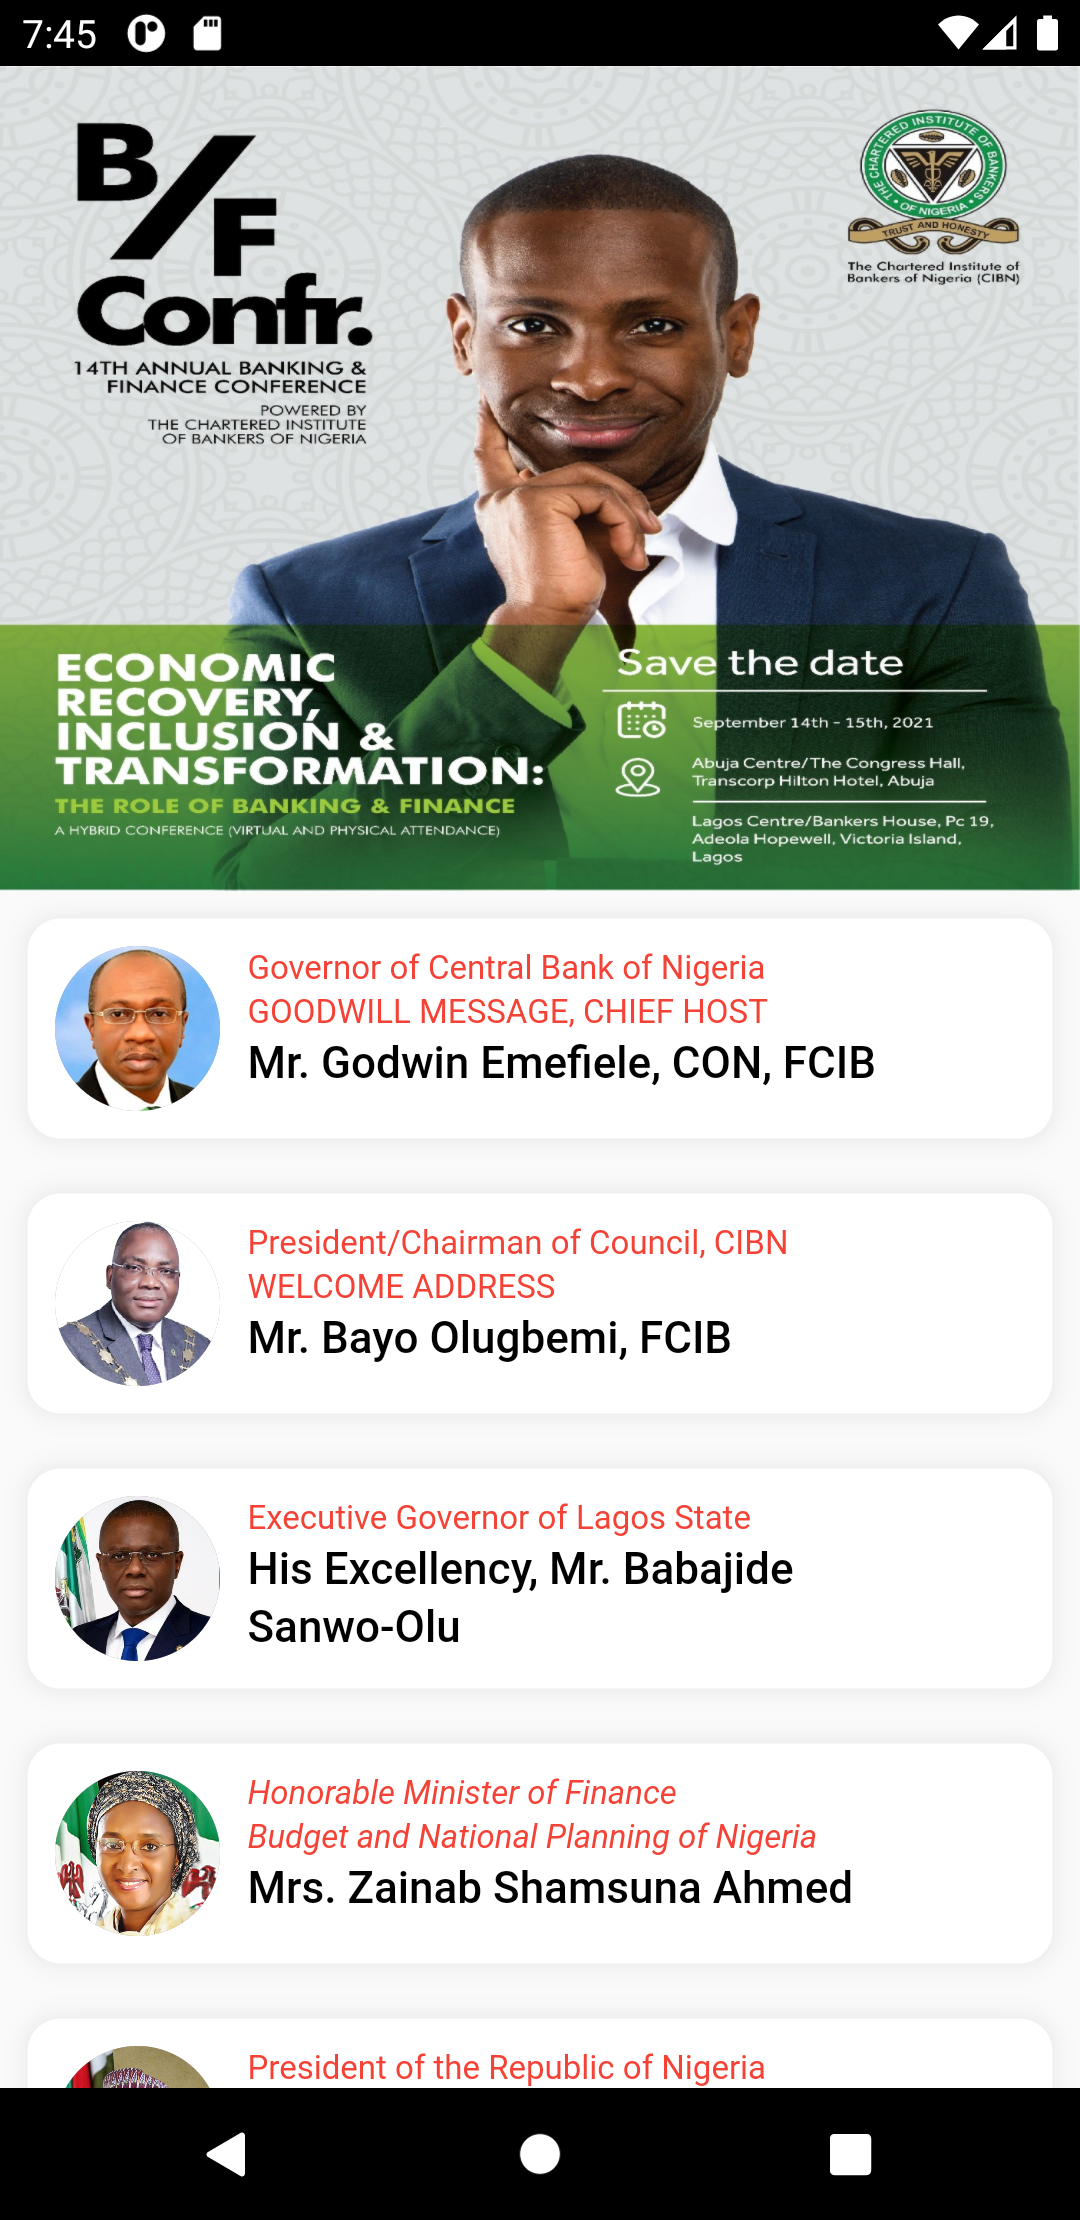 7:45
B/F
Confr.
14TH ANNUAL BANKING &
FINANCE CONFERENCE
POWERED BY
THE CHARTERED INSTITUTE
OF BANKERS OF NIGERIA
THE CHARTERED INSTITUTE OF BANKERS
OF NIGERIA
TRUST AND HONESTY
The Chartered Institute of
Bankers of Nigeria (CIBN)
ECONOMIC
RECOVERY,
INCLUSION &
TRANSFORMATION:
THE ROLE OF BANKING & FINANCE
A HYBRID CONFERENCE (VIRTUAL AND PHYSICAL ATTENDANCE)
Save the date
September 14th - 15th, 2021
Abuja Centre/The Congress Hall,
Transcorp Hilton Hotel, Abuja
Lagos Centre/Bankers House, Pc 19,
Adeola Hopewell, Victoria Island,
Lagos
Governor of Central Bank of Nigeria
GOODWILL MESSAGE, CHIEF HOST
Mr. Godwin Emefiele, CON, FCIB
President/Chairman of Council, CIBN
WELCOME ADDRESS
Mr. Bayo Olugbemi, FCIB
Executive Governor of Lagos State
His Excellency, Mr. Babajide
Sanwo-Olu
Honorable Minister of Finance
Budget and National Planning of Nigeria
Mrs. Zainab Shamsuna Ahmed
President of the Republic of Nigeria